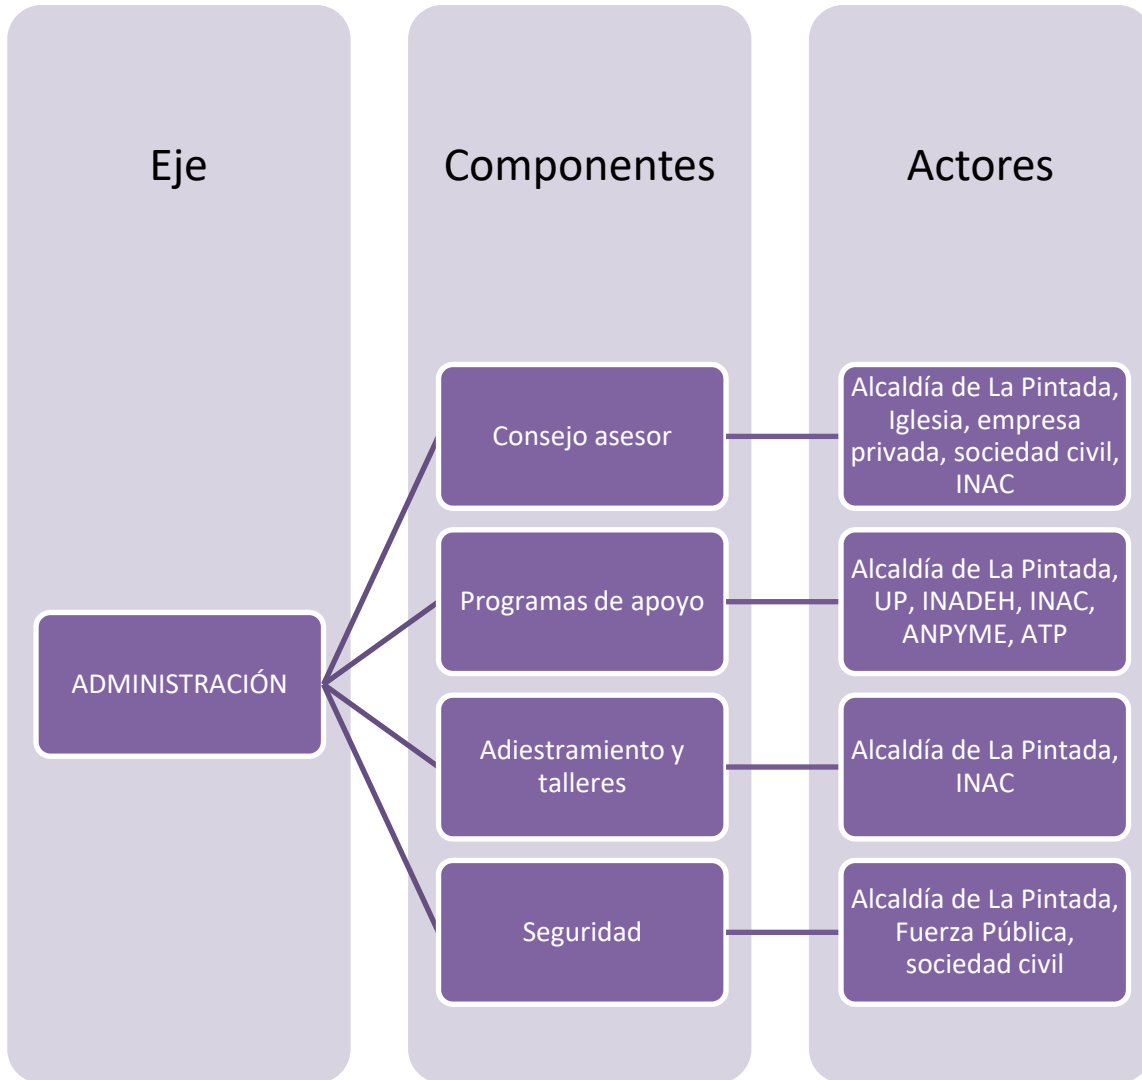 Eje
Componentes
Actores
ADMINISTRACIÓN
Consejo asesor
Alcaldía de La Pintada,
Iglesia, empresa
privada, sociedad civil,
INAC
Programas de apoyo
Alcaldía de La Pintada,
UP, INADEH, INAC,
ANPYME, ATP
Adiestramiento y
talleres
Alcaldía de La Pintada,
INAC
Seguridad
Alcaldía de La Pintada,
Fuerza Pública,
sociedad civil